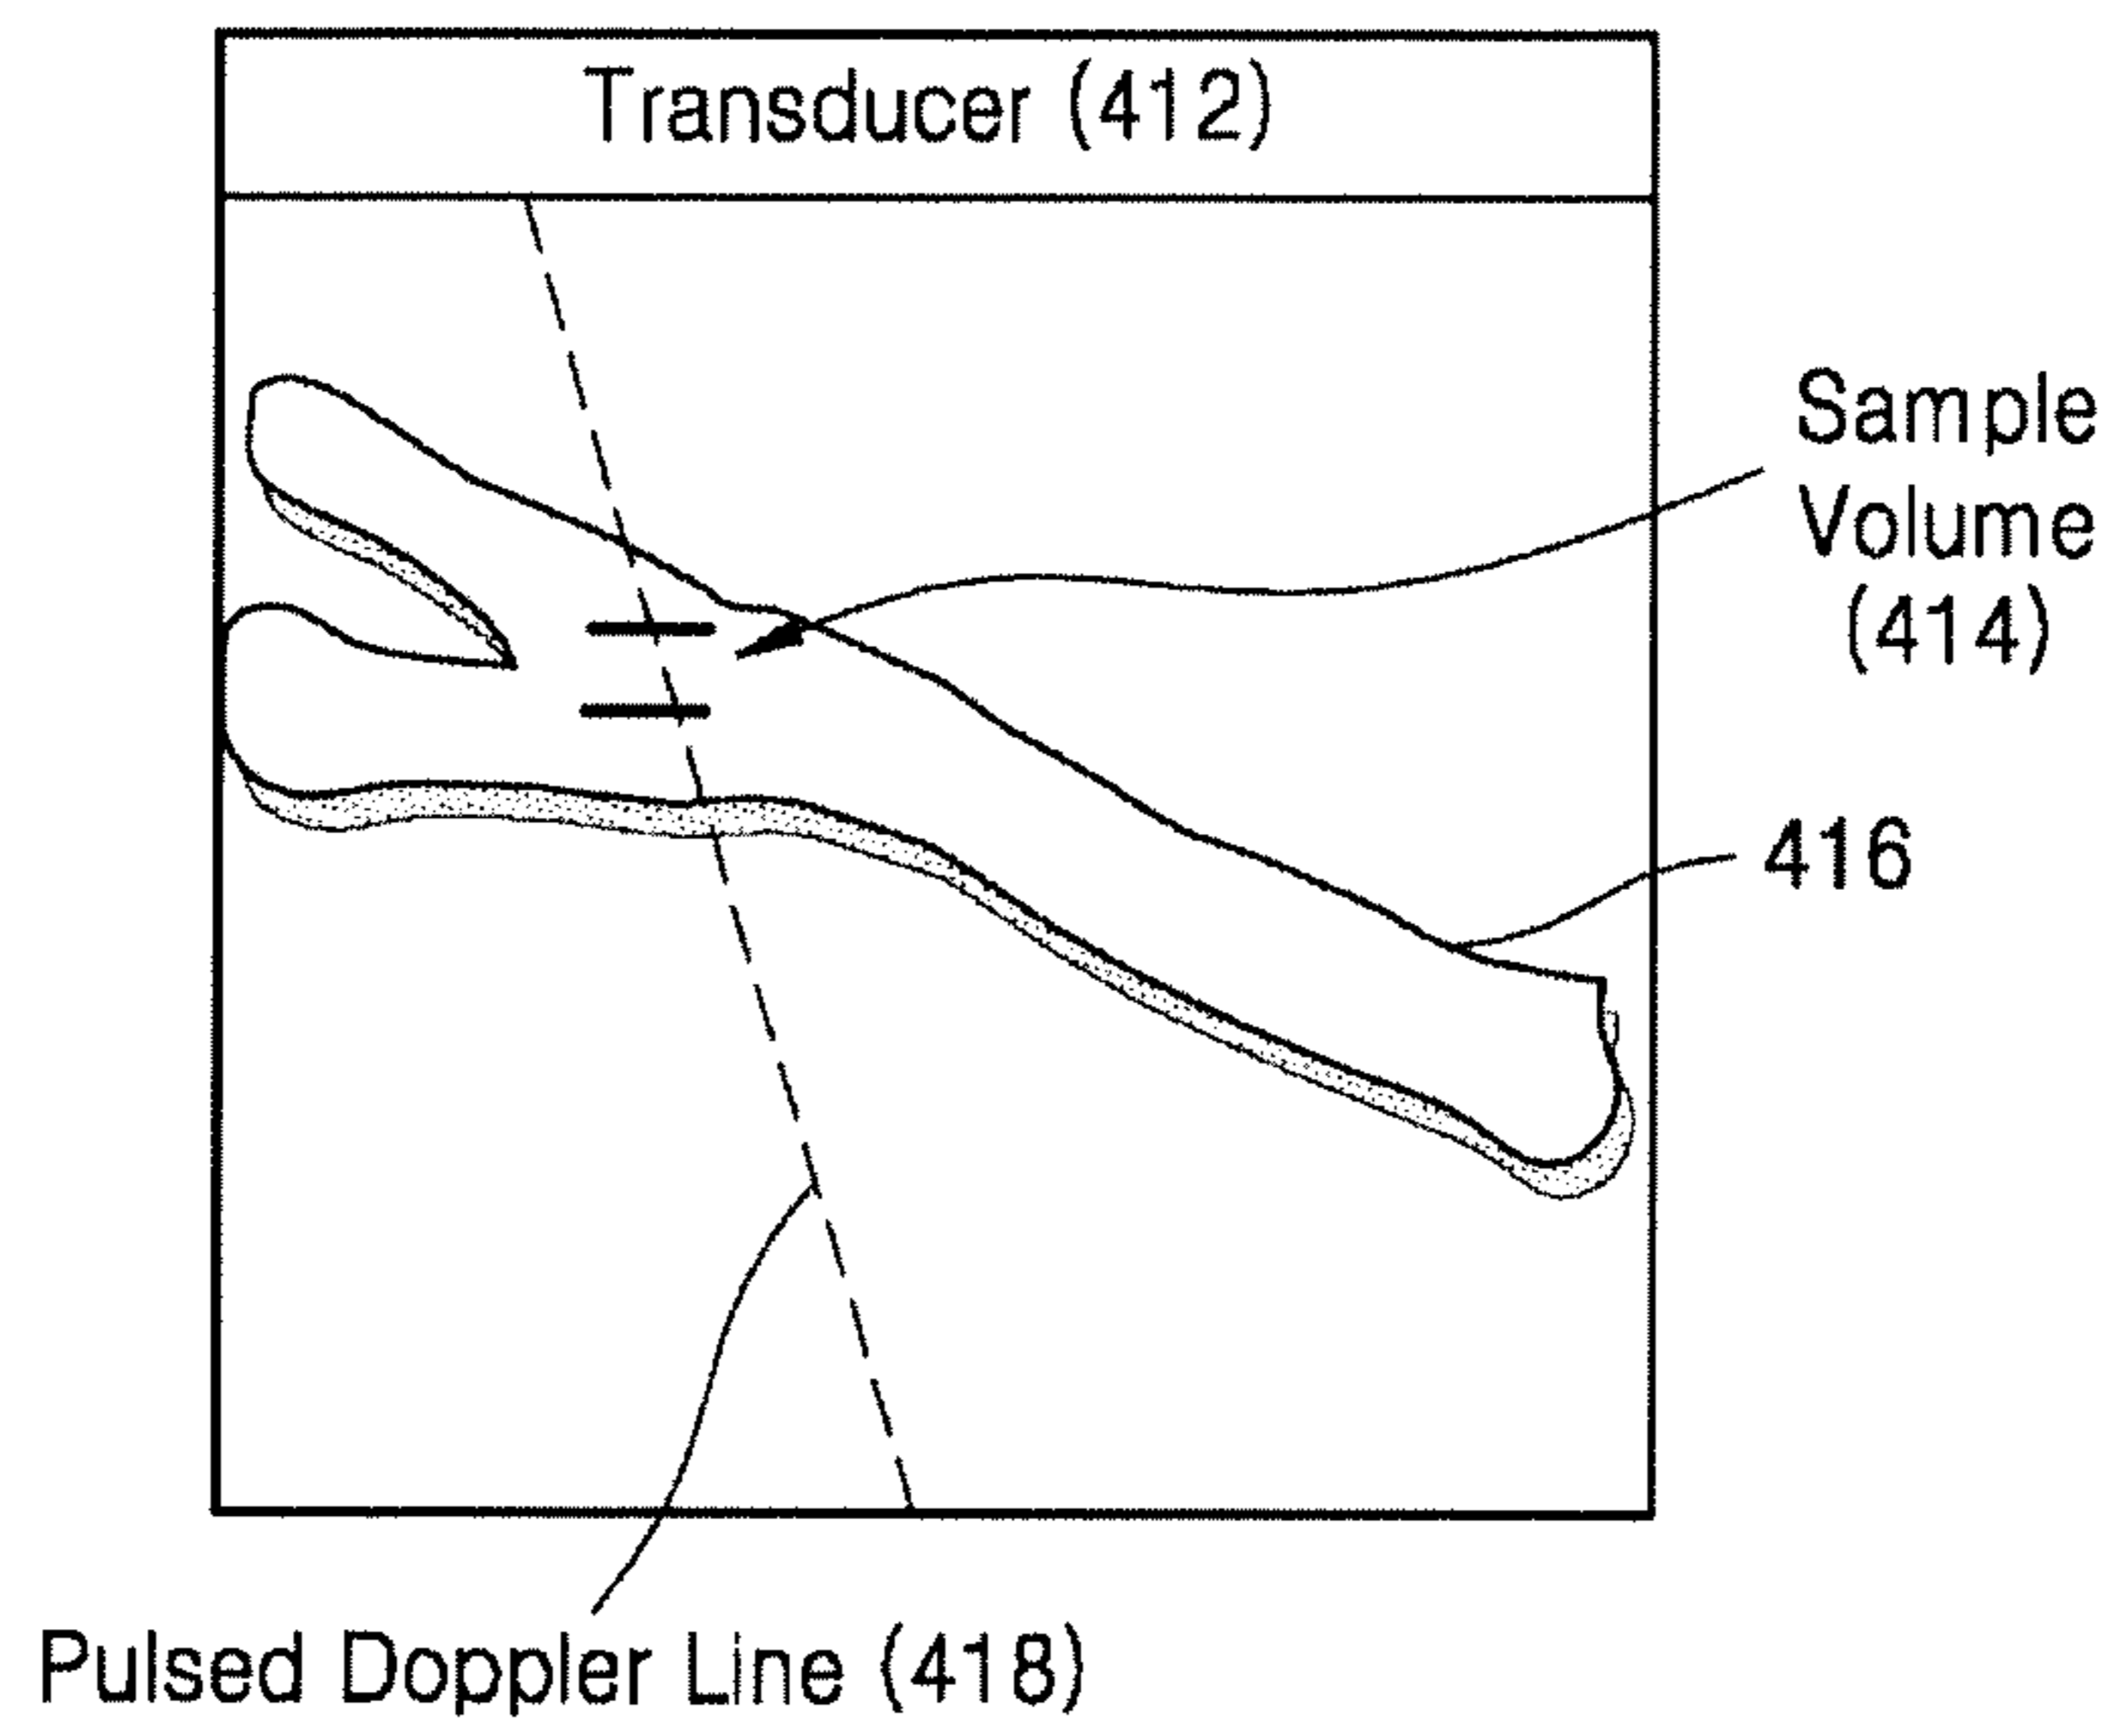 Transducer (412)
Sample
Volume
(414)
416
Pulsed Doppler Line (418)